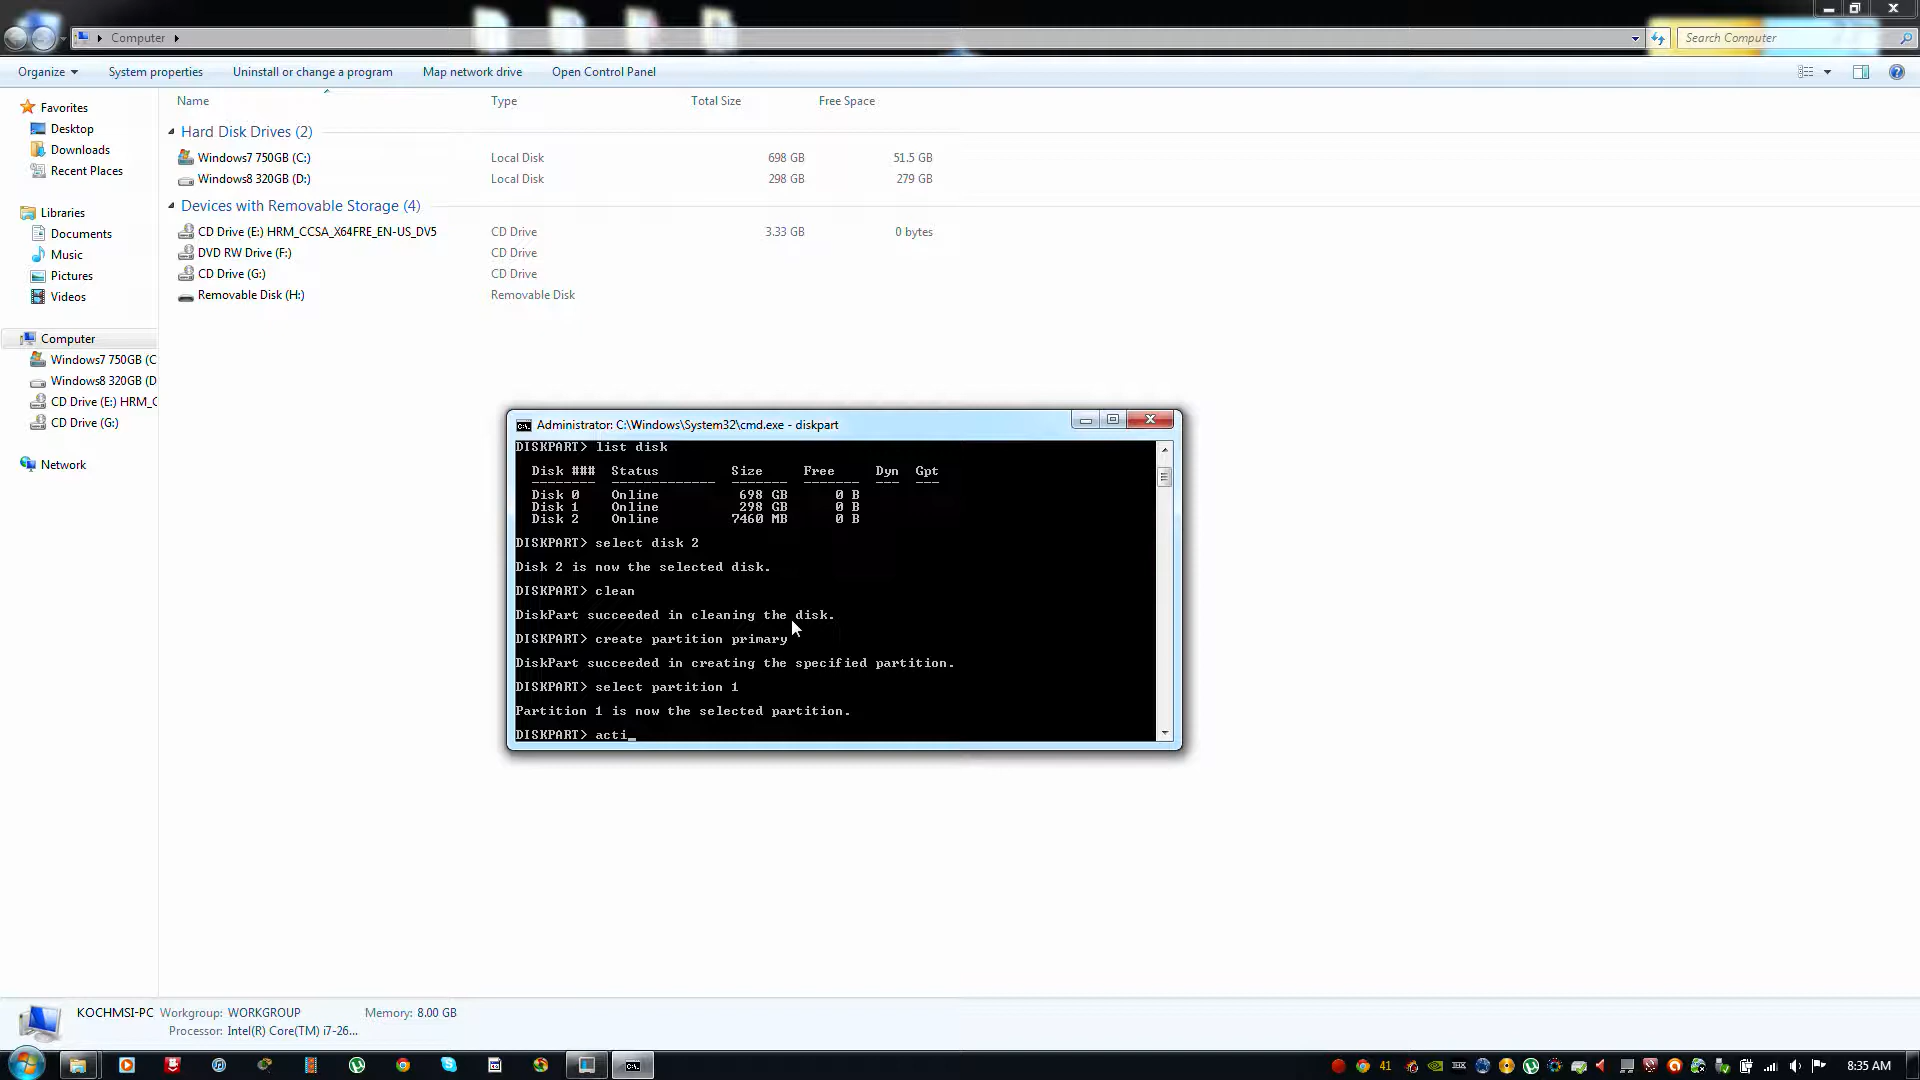 Computer
Search Computer
Organize
System properties
Uninstall or change a program
Map network drive
Open Control Panel
Favorites
Desktop
Downloads
Recent Places
Libraries
Documents
Music
Pictures
Videos
Computer
Windows7 750GB (C
Windows8 320GB (D
CD Drive (E:) HRM_C
CD Drive (G:)
Network
Name Type Total Size Free Space
Hard Disk Drives (2)
Windows7 750GB (C:) Local Disk 698 GB 51.5 GB
Windows8 320GB (D:) Local Disk 298 GB 279 GB
Devices with Removable Storage (4)
CD Drive (E:) HRM_CCSA_X64FRE_EN-US_DV5 CD Drive 3.33 GB 0 bytes
DVD RW Drive (F:) CD Drive
CD Drive (G:) CD Drive
Removable Disk (H:) Removable Disk
Administrator: C:\Windows\System32\cmd.exe - diskpart
DISKPART> list disk
Disk ### Status Size Free Dyn Gpt
-------- ------------- ------- ------- --- ---
Disk 0 Online 698 GB 0 B
Disk 1 Online 298 GB 0 B
Disk 2 Online 7460 MB 0 B
DISKPART> select disk 2
Disk 2 is now the selected disk.
DISKPART> clean
DiskPart succeeded in cleaning the disk.
DISKPART> create partition primary
DiskPart succeeded in creating the specified partition.
DISKPART> select partition 1
Partition 1 is now the selected partition.
DISKPART> acti_
KOCHMSI-PC Workgroup: WORKGROUP Memory: 8.00 GB
Processor: Intel(R) Core(TM) i7-26...
41
THX
8:35 AM